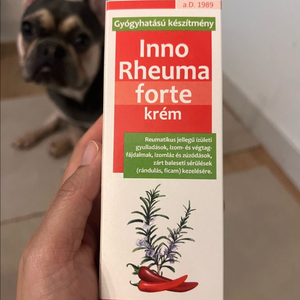 a.D. 1989
Gyógyhatású készítmény
Inno
Rheuma
forte
krém
Reumatikus jellegű ízületi
gyulladások, izom- és végtag-
fájdalmak, izomláz és zúzódások,
zárt baleseti sérülések
(rándulás, ficam) kezelésére.